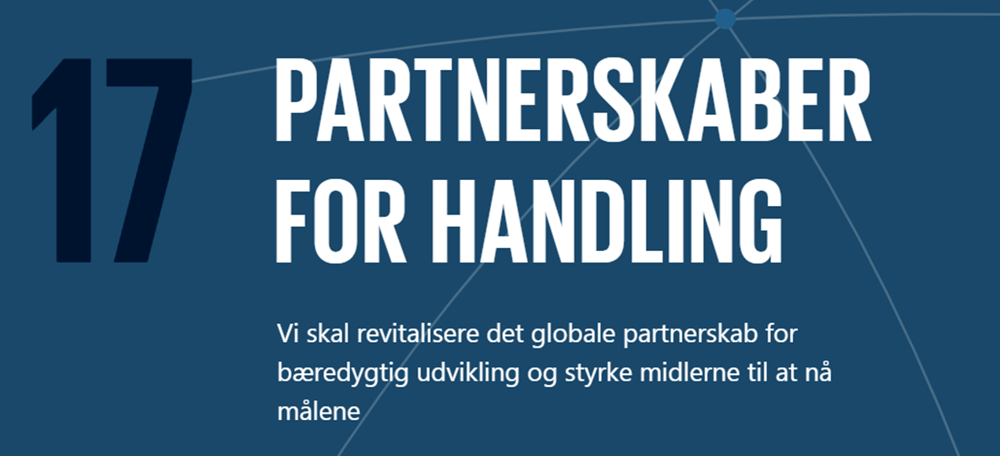 17
PARTNERSKABER
FOR HANDLING
Vi skal revitalisere det globale partnerskab for
bæredygtig udvikling og styrke midlerne til at nå
målene